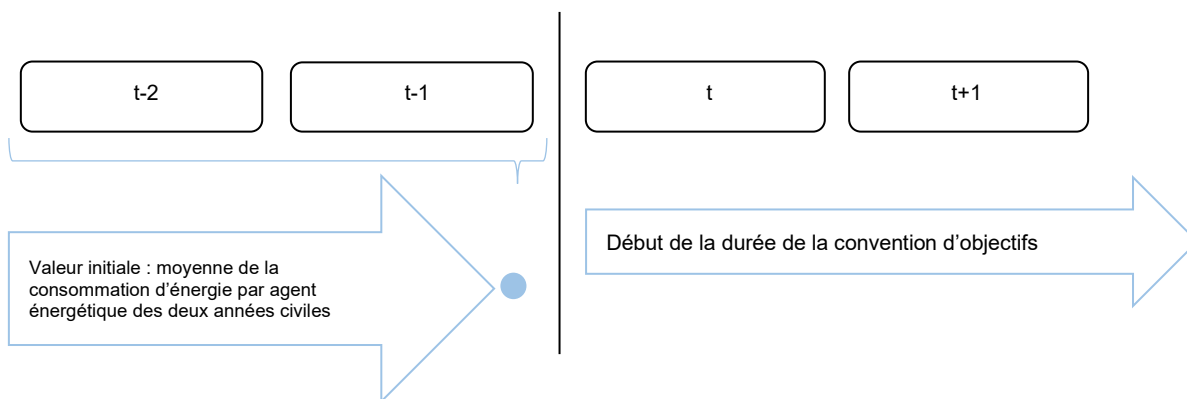 t-2
t-1
t
t+1
Valeur initiale : moyenne de la
consommation d'énergie par agent
énergétique des deux années civiles
Début de la durée de la convention d'objectifs